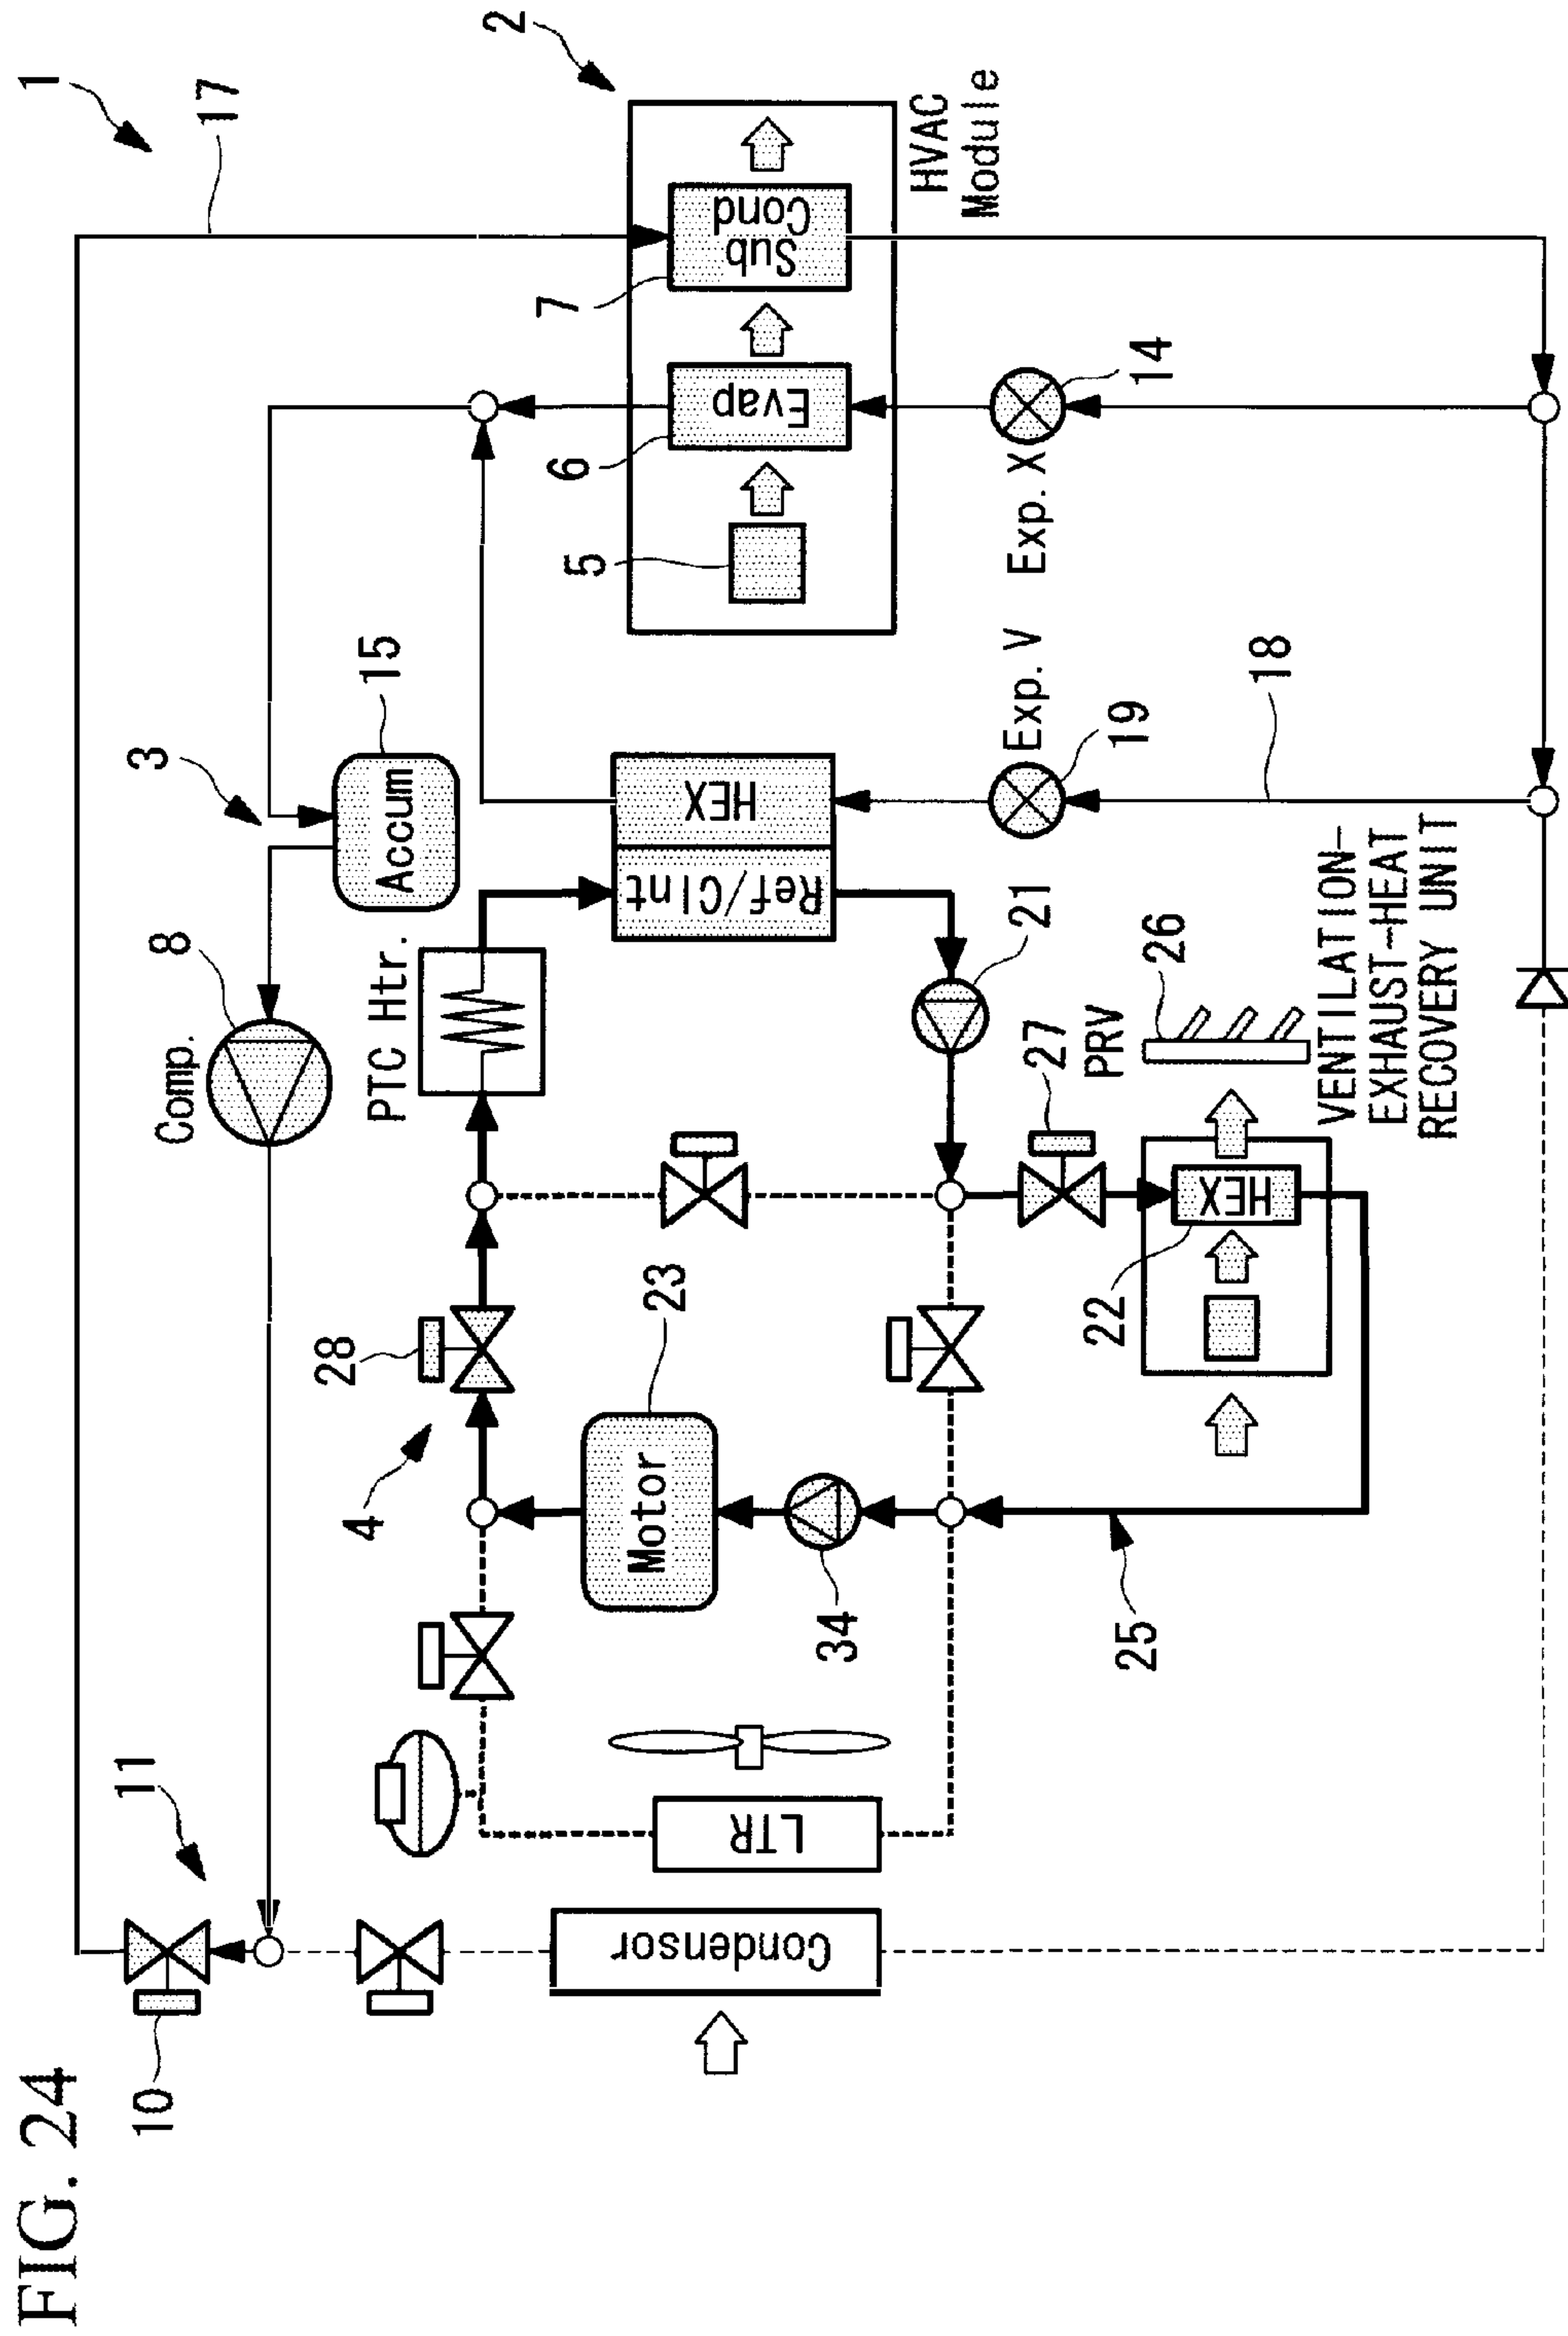 FIG. 24
1
2
3
4
5
6
7
8
10
11
14
15
17
18
19
21
22
23
25
26
27
28
34
Comp.
Accum
PTC Htr.
HEX
Ref/Clnt
Sub
Cond
Evap
HVAC
Module
Exp. X
Exp. V
Motor
LTR
Condensor
PRV
HEX
VENTILATION-
EXHAUST-HEAT
RECOVERY UNIT